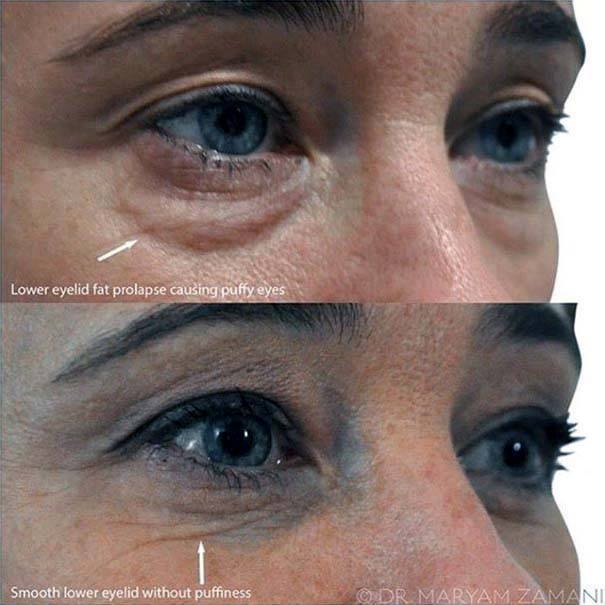 Lower eyelid fat prolapse causing puffy eyes
Smooth lower eyelid without puffiness
© DR. MARYAM ZAMANI